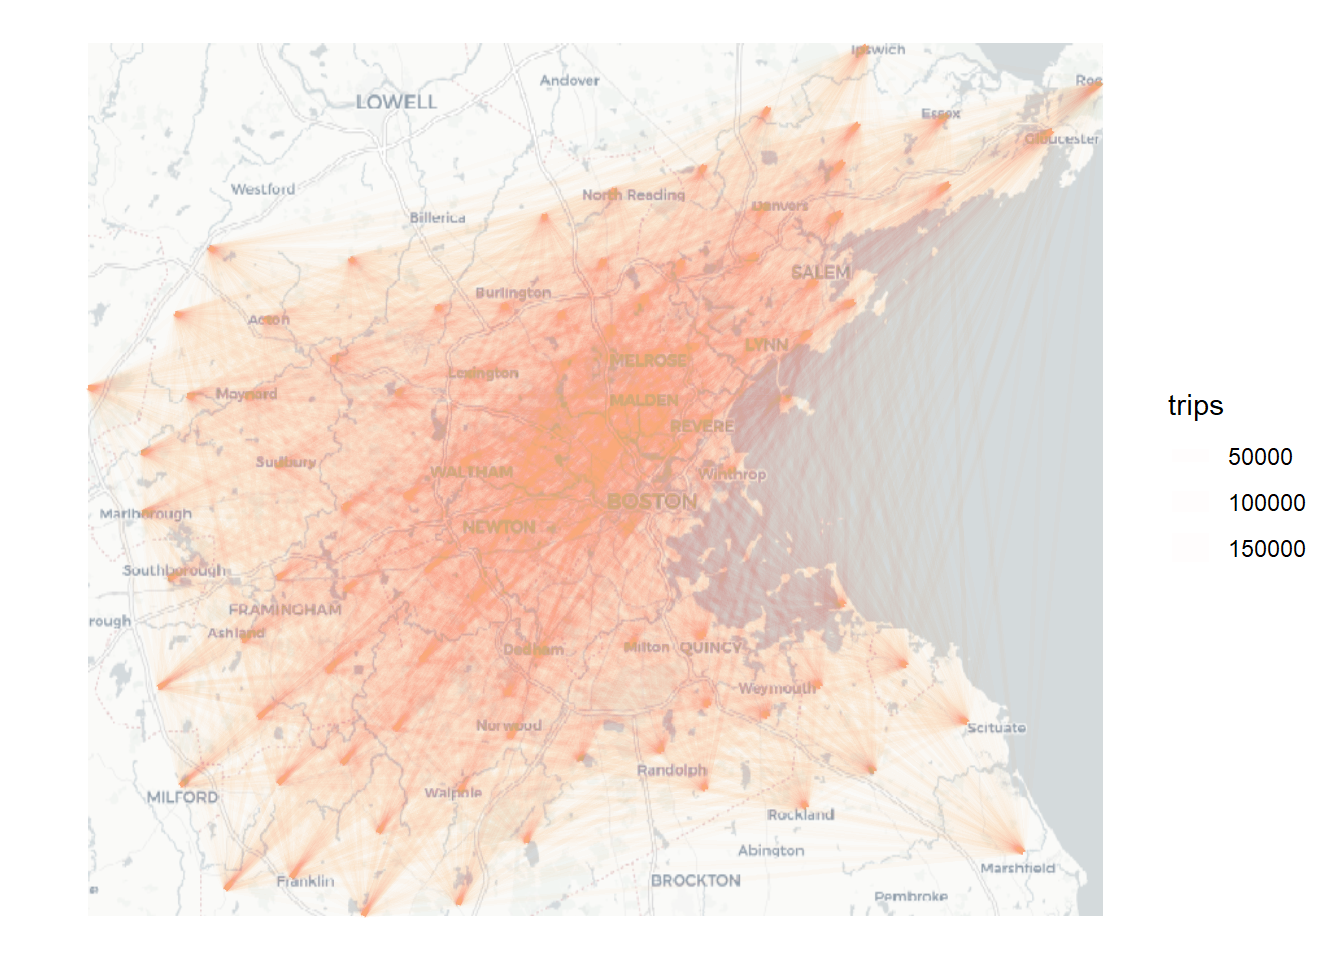 Ipswich
Andover
Roc
LOWELL
Essex
Gloucester
Westford
North Reading
Danvers
Billerica
SALEM
Burlington
Acton
LYNN
MELROSE
Lexington
Maynard
MALDEN
trips
REVERE
50000
Sudbury
WALTHAM
Winthrop
BOSTON
100000
Marlborough
NEWTON
150000
Southborough
FRAMINGHAM
rough
Ashland
Dedham
Milton
QUINCY
Weymouth
Norwood
Scituate
Randolph
Walpole
MILFORD
Rockland
Abington
Marshfield
Franklin
BROCKTON
e
Pembroke